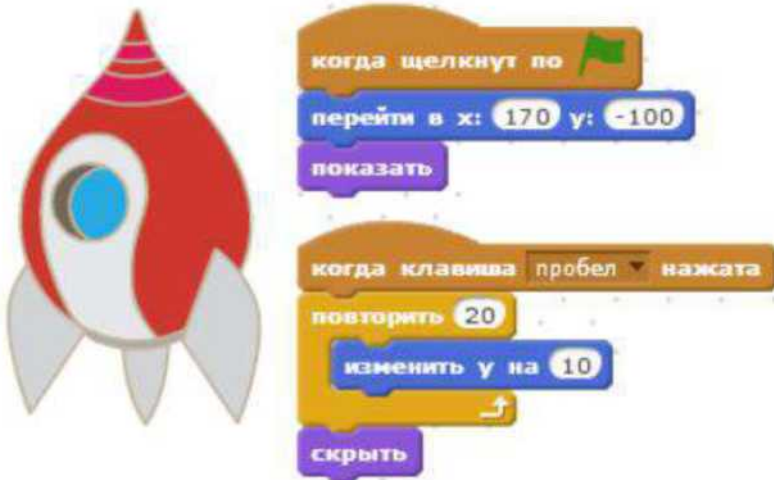 когда щелкнут по
перейти в x: 170 y: -100
показать
когда клавиша пробел нажата
повторить 20
изменить y на 10
скрыть